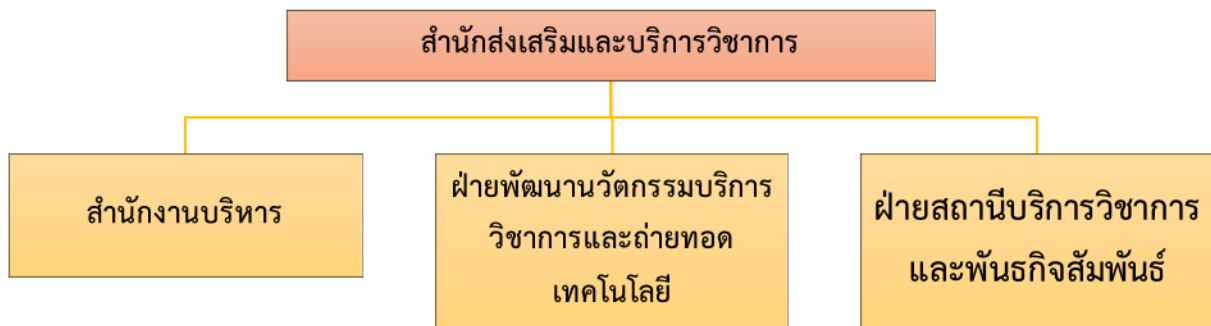 สำนักส่งเสริมและบริการวิชาการ
สำนักงานบริหาร
ฝ่ายพัฒนานวัตกรรมบริการ
วิชาการและถ่ายทอด
เทคโนโลยี
ฝ่ายสถานีบริการวิชาการ
และพันธกิจสัมพันธ์